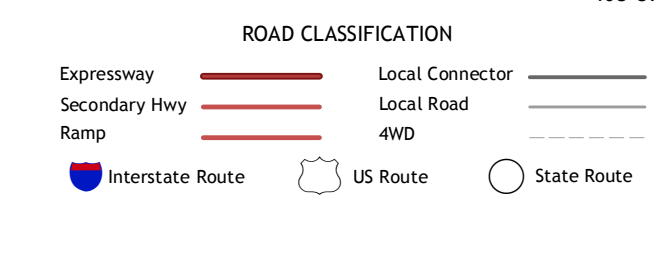 ROAD CLASSIFICATION
Expressway
Local Connector
Secondary Hwy
Local Road
Ramp
4WD
Interstate Route
US Route
State Route